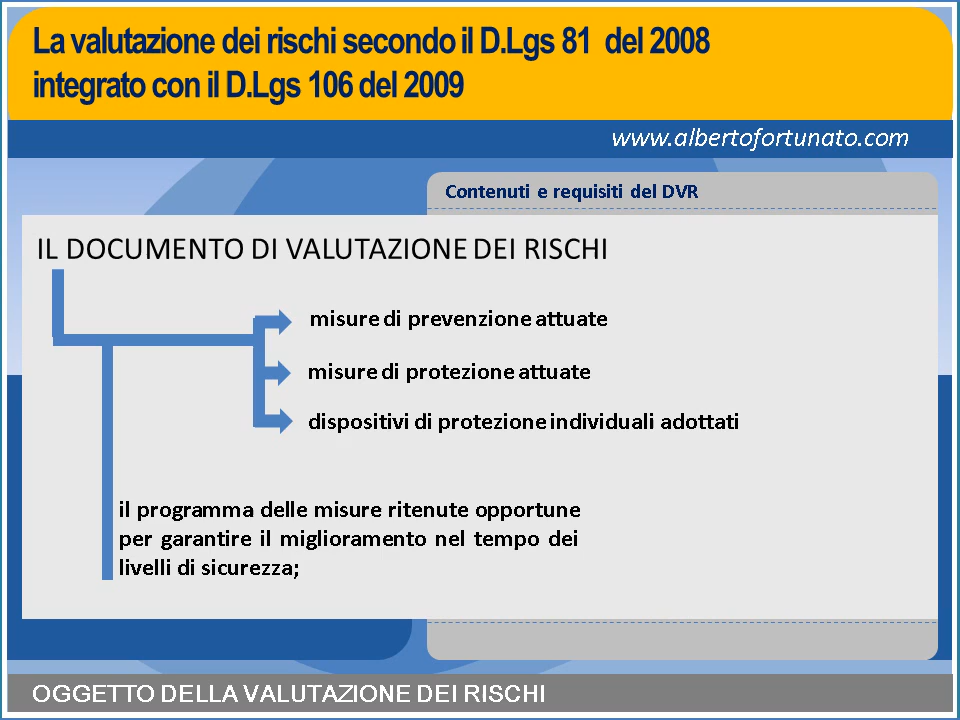 La valutazione dei rischi secondo il D.Lgs 81 del 2008
integrato con il D.Lgs 106 del 2009
www.albertofortunato.com
Contenuti e requisiti del DVR
IL DOCUMENTO DI VALUTAZIONE DEI RISCHI
misure di prevenzione attuate
misure di protezione attuate
dispositivi di protezione individuali adottati
il programma delle misure ritenute opportune
per garantire il miglioramento nel tempo dei
livelli di sicurezza;
OGGETTO DELLA VALUTAZIONE DEI RISCHI